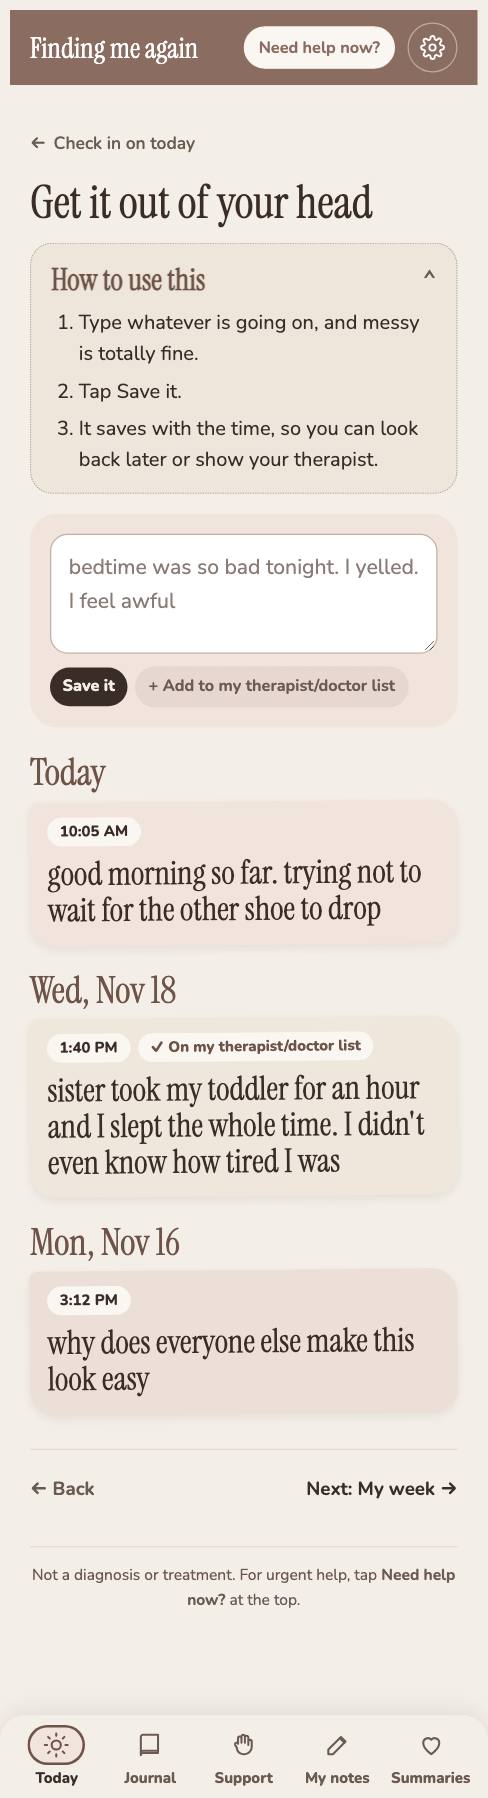 Finding me again
Need help now?
← Check in on today
Get it out of your head
How to use this
1. Type whatever is going on, and messy
is totally fine.
2. Tap Save it.
3. It saves with the time, so you can look
back later or show your therapist.
bedtime was so bad tonight. I yelled.
I feel awful
Save it
+ Add to my therapist/doctor list
Today
10:05 AM
good morning so far. trying not to
wait for the other shoe to drop
Wed, Nov 18
1:40 PM
✓ On my therapist/doctor list
sister took my toddler for an hour
and I slept the whole time. I didn't
even know how tired I was
Mon, Nov 16
3:12 PM
why does everyone else make this
look easy
← Back
Next: My week →
Not a diagnosis or treatment. For urgent help, tap Need help
now? at the top.
Today
Journal
Support
My notes
Summaries